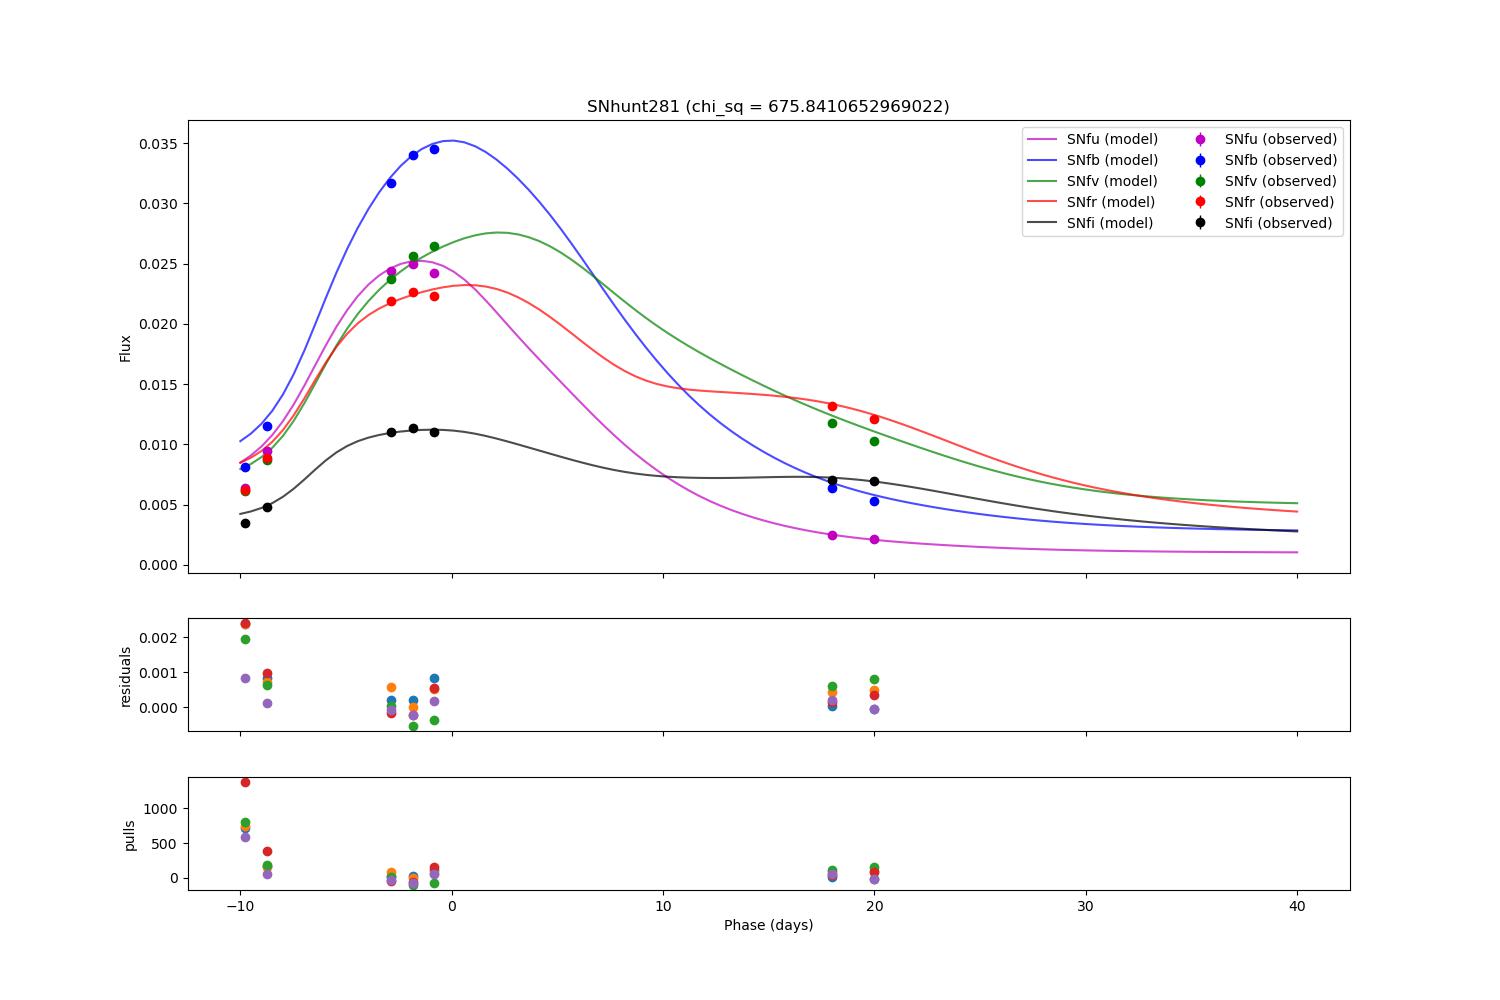 SNhunt281 (chi_sq = 675.8410652969022)
0.035
0.030
0.025
0.020
0.015
0.010
0.005
0.000
Flux
SNfu (model)
SNfb (model)
SNfv (model)
SNfr (model)
SNfi (model)
SNfu (observed)
SNfb (observed)
SNfv (observed)
SNfr (observed)
SNfi (observed)
0.002
0.001
0.000
residuals
1000
500
0
pulls
−10 0 10 20 30 40
Phase (days)